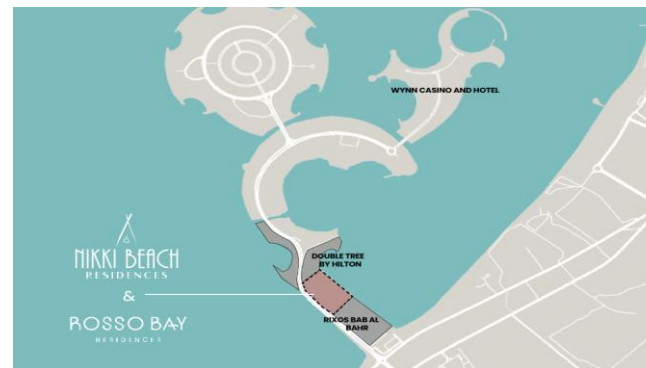 WYNN CASINO AND HOTEL
NIKKI BEACH
RESIDENCES
&
ROSSO BAY
RESIDENCES
DOUBLE TREE
BY HILTON
RIXOS BAB AL
BAHR